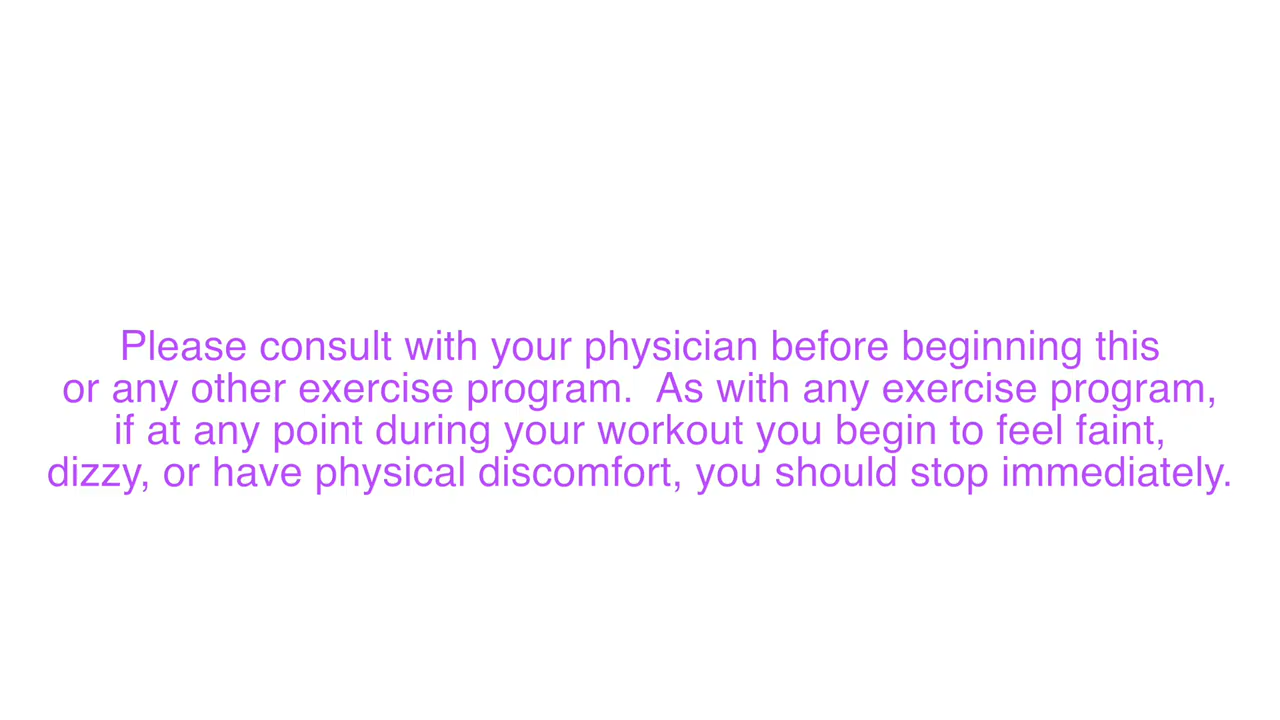 Please consult with your physician before beginning this
or any other exercise program.  As with any exercise program,
if at any point during your workout you begin to feel faint,
dizzy, or have physical discomfort, you should stop immediately.